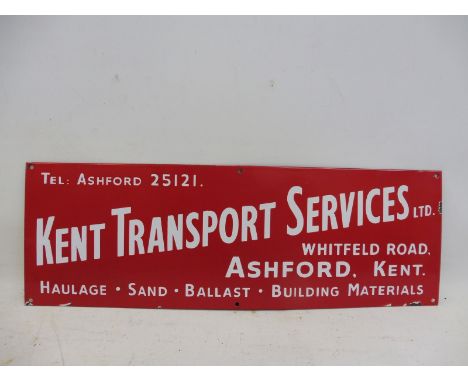 TEL: ASHFORD 25121.
KENT TRANSPORT SERVICES LTD.
WHITFELD ROAD,
ASHFORD, KENT.
HAULAGE • SAND • BALLAST • BUILDING MATERIALS